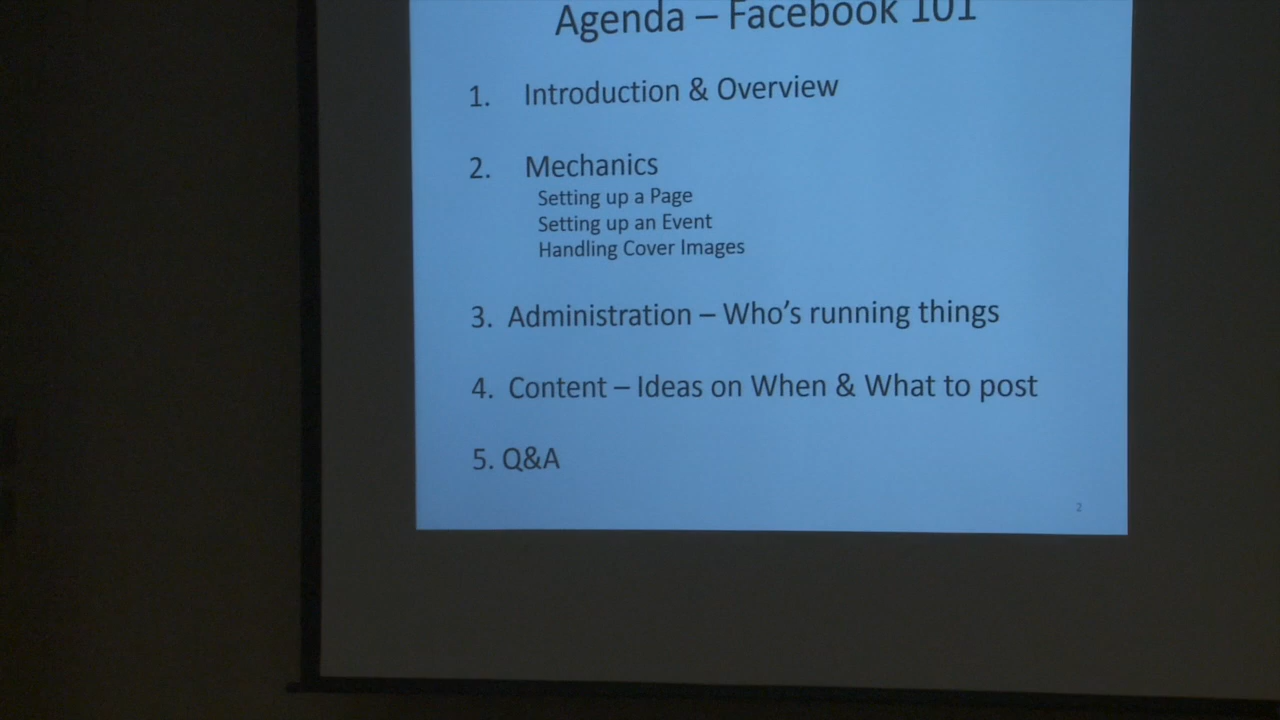 Agenda – Facebook 101
1. Introduction & Overview
2. Mechanics
Setting up a Page
Setting up an Event
Handling Cover Images
3. Administration – Who’s running things
4. Content – Ideas on When & What to post
5. Q&A
2